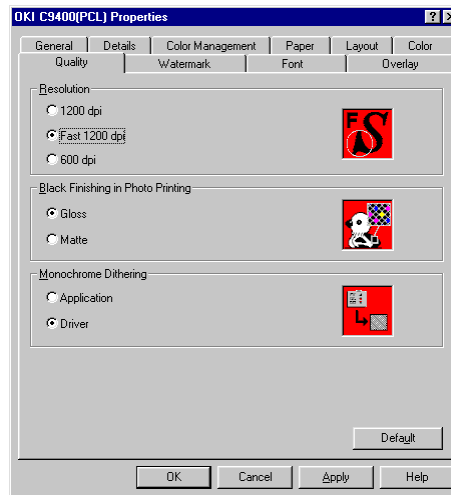 OKI C9400(PCL) Properties
General Details Color Management Paper Layout Color
Quality Watermark Font Overlay
Resolution
1200 dpi
Fast 1200 dpi
600 dpi
F S
Black Finishing in Photo Printing
Gloss
Matte
Monochrome Dithering
Application
Driver
Default
OK Cancel Apply Help